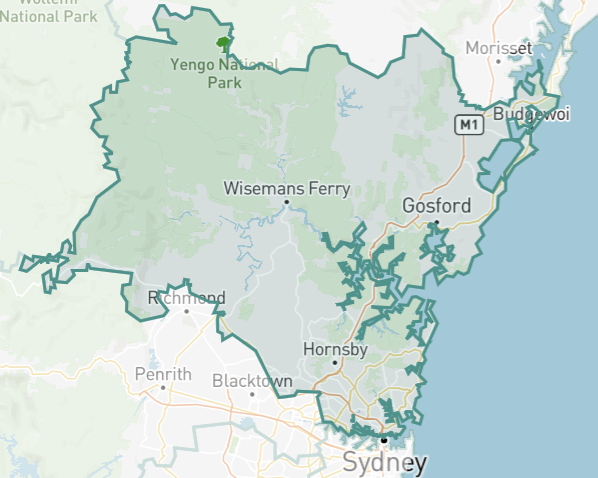 Wollemi
National Park
Morisset
Yengo National
Park
Budgewoi
M1
Wisemans Ferry
Gosford
Richmond
Hornsby
Penrith
Blacktown
Sydney